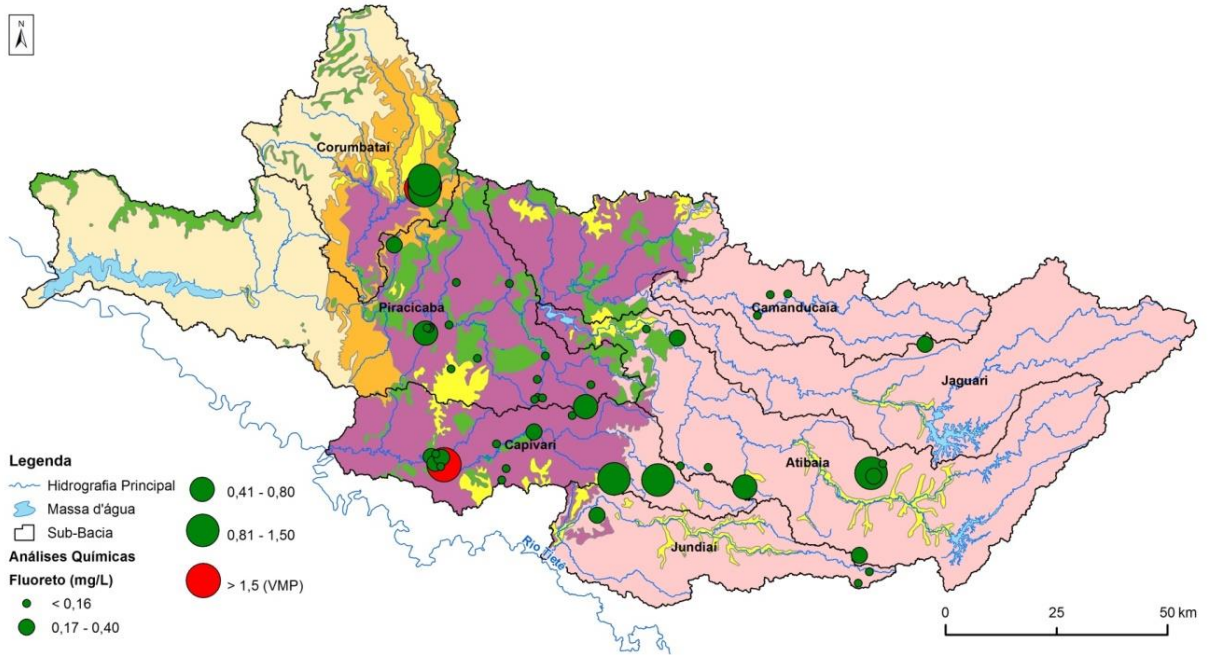 N
Corumbataí
Piracicaba
Camanducaia
Jaguari
Capivari
Atibaia
Jundiaí
Rio Tietê
Legenda
Hidrografia Principal
Massa d'água
Sub-Bacia
Análises Químicas
Fluoreto (mg/L)
< 0,16
0,17 - 0,40
0,41 - 0,80
0,81 - 1,50
> 1,5 (VMP)
0 25 50 km